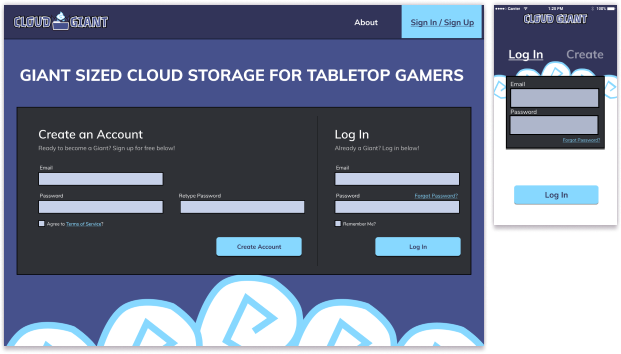 CLOUD GIANT
About
Sign In / Sign Up
GIANT SIZED CLOUD STORAGE FOR TABLETOP GAMERS
Create an Account
Ready to become a Giant? Sign up for free below!
Email
Password
Retype Password
Agree to Terms of Service?
Create Account
Log In
Already a Giant? Log in below!
Email
Password
Forgot Password?
Remember Me?
Log In
Carrier
1:20 PM
100%
CLOUD GIANT
Log In
Create
Email
Password
Forgot Password?
Log In